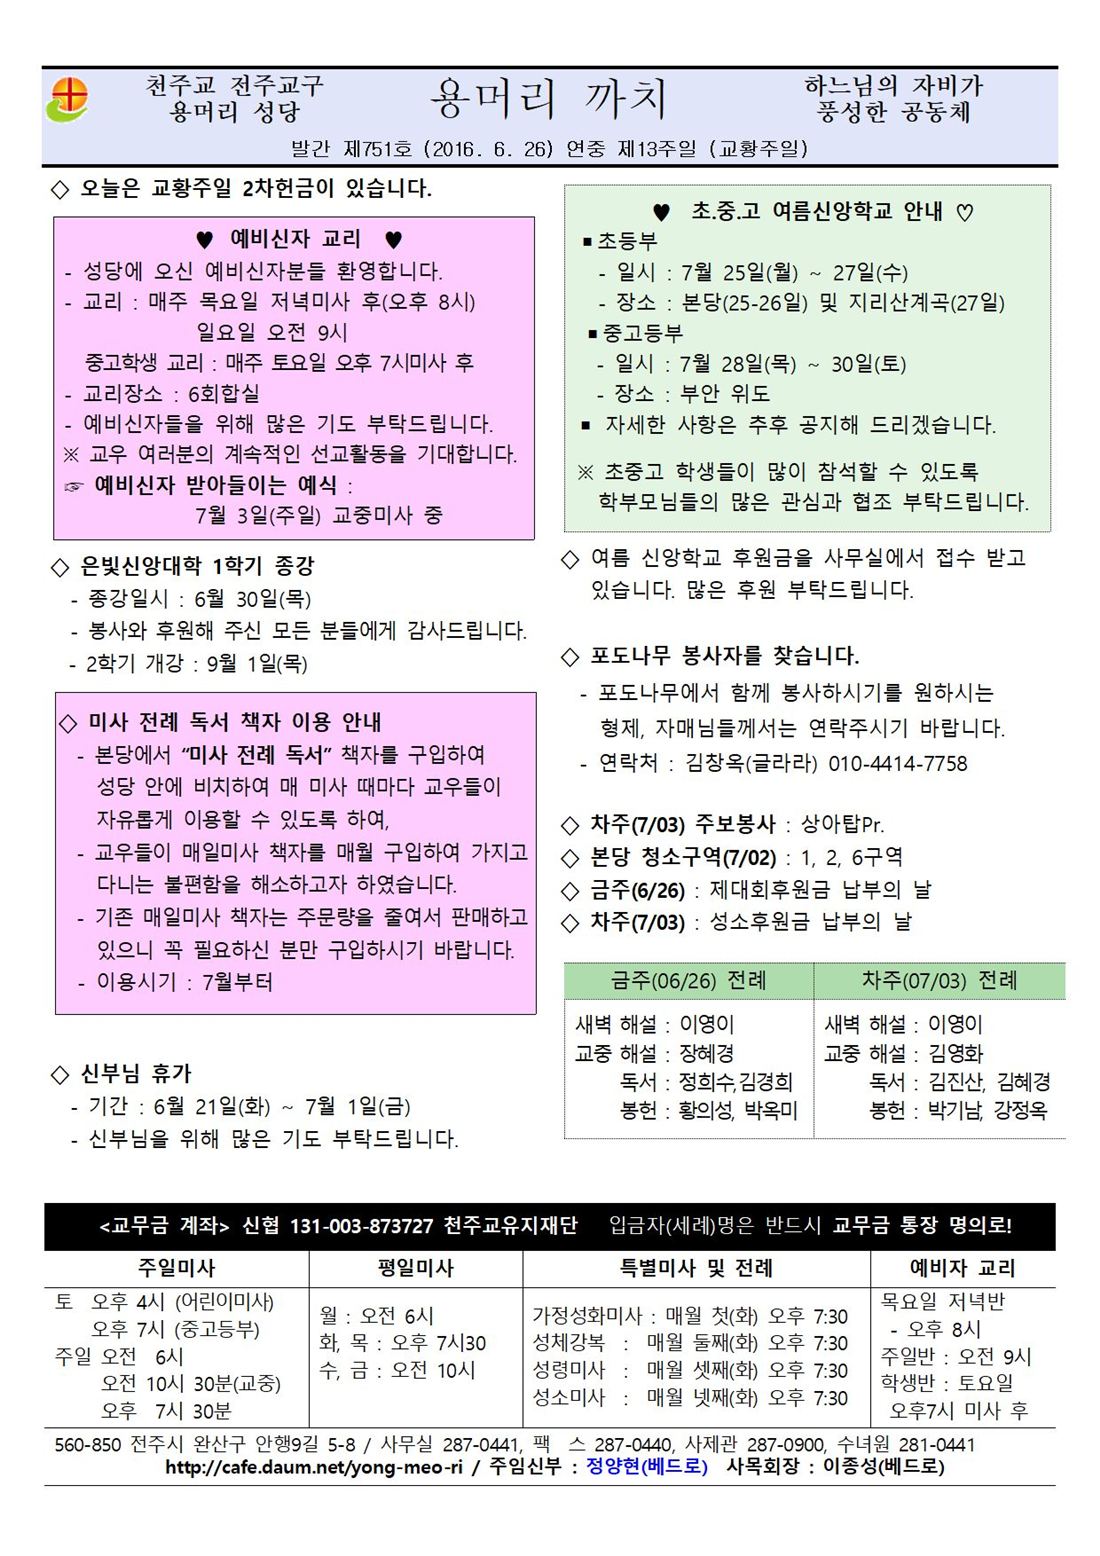 천주교 전주교구
용머리 성당
용머리 까치
하느님의 자비가
풍성한 공동체
발간 제751호 (2016. 6. 26) 연중 제13주일 (교황주일)
◇ 오늘은 교황주일 2차헌금이 있습니다.
♥ 예비신자 교리 ♥
- 성당에 오신 예비신자분들 환영합니다.
- 교리 : 매주 목요일 저녁미사 후(오후 8시)
일요일 오전 9시
중고학생 교리 : 매주 토요일 오후 7시미사 후
- 교리장소 : 6회합실
- 예비신자들을 위해 많은 기도 부탁드립니다.
※ 교우 여러분의 계속적인 선교활동을 기대합니다.
☞ 예비신자 받아들이는 예식 :
7월 3일(주일) 교중미사 중
◇ 은빛신앙대학 1학기 종강
- 종강일시 : 6월 30일(목)
- 봉사와 후원해 주신 모든 분들에게 감사드립니다.
- 2학기 개강 : 9월 1일(목)
◇ 미사 전례 독서 책자 이용 안내
- 본당에서 “미사 전례 독서” 책자를 구입하여
성당 안에 비치하여 매 미사 때마다 교우들이
자유롭게 이용할 수 있도록 하여,
- 교우들이 매일미사 책자를 매월 구입하여 가지고
다니는 불편함을 해소하고자 하였습니다.
- 기존 매일미사 책자는 주문량을 줄여서 판매하고
있으니 꼭 필요하신 분만 구입하시기 바랍니다.
- 이용시기 : 7월부터
◇ 신부님 휴가
- 기간 : 6월 21일(화) ~ 7월 1일(금)
- 신부님을 위해 많은 기도 부탁드립니다.
♥ 초.중.고 여름신앙학교 안내 ♡
■ 초등부
- 일시 : 7월 25일(월) ~ 27일(수)
- 장소 : 본당(25-26일) 및 지리산계곡(27일)
■ 중고등부
- 일시 : 7월 28일(목) ~ 30일(토)
- 장소 : 부안 위도
■ 자세한 사항은 추후 공지해 드리겠습니다.
※ 초중고 학생들이 많이 참석할 수 있도록
학부모님들의 많은 관심과 협조 부탁드립니다.
◇ 여름 신앙학교 후원금을 사무실에서 접수 받고
있습니다. 많은 후원 부탁드립니다.
◇ 포도나무 봉사자를 찾습니다.
- 포도나무에서 함께 봉사하시기를 원하시는
형제, 자매님들께서는 연락주시기 바랍니다.
- 연락처 : 김창옥(글라라) 010-4414-7758
◇ 차주(7/03) 주보봉사 : 상아탑Pr.
◇ 본당 청소구역(7/02) : 1, 2, 6구역
◇ 금주(6/26) : 제대회후원금 납부의 날
◇ 차주(7/03) : 성소후원금 납부의 날
금주(06/26) 전례 차주(07/03) 전례
새벽 해설 : 이영이 새벽 해설 : 이영이
교중 해설 : 장혜경 교중 해설 : 김영화
독서 : 정희수,김경희 독서 : 김진산, 김혜경
봉헌 : 황의성, 박옥미 봉헌 : 박기남, 강정옥
<교무금 계좌> 신협 131-003-873727 천주교유지재단 입금자(세례)명은 반드시 교무금 통장 명의로!
주일미사 평일미사 특별미사 및 전례 예비자 교리
토 오후 4시 (어린이미사)
오후 7시 (중고등부)
주일 오전 6시
오전 10시 30분(교중)
오후 7시 30분
월 : 오전 6시
화, 목 : 오후 7시30
수, 금 : 오전 10시
가정성화미사 : 매월 첫(화) 오후 7:30
성체강복 : 매월 둘째(화) 오후 7:30
성령미사 : 매월 셋째(화) 오후 7:30
성소미사 : 매월 넷째(화) 오후 7:30
목요일 저녁반
- 오후 8시
주일반 : 오전 9시
학생반 : 토요일
오후7시 미사 후
560-850 전주시 완산구 안행9길 5-8 / 사무실 287-0441, 팩 스 287-0440, 사제관 287-0900, 수녀원 281-0441
http://cafe.daum.net/yong-meo-ri / 주임신부 : 정양현(베드로) 사목회장 : 이종성(베드로)